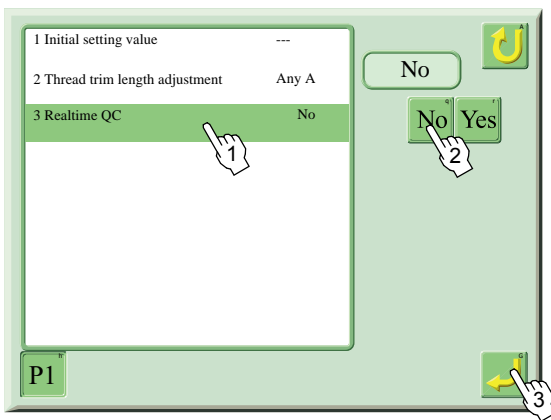 1 Initial setting value ---
2 Thread trim length adjustment Any A
3 Realtime QC No
No
A
q No r Yes
1
2
h
P1
G
3